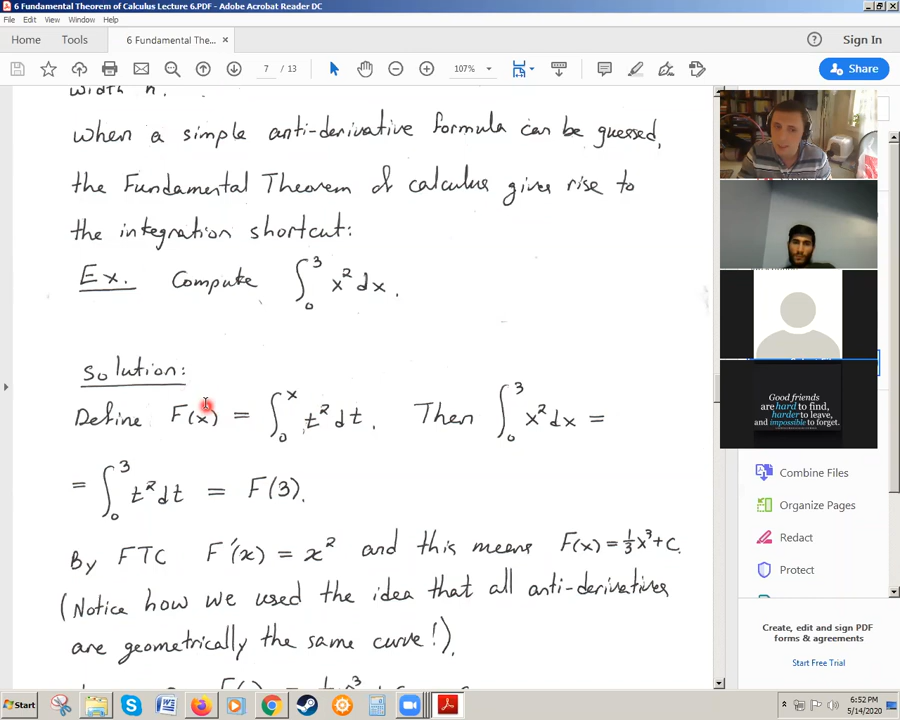 6 Fundamental Theorem of Calculus Lecture 6.PDF - Adobe Acrobat Reader DC
File Edit View Window Help
Home Tools 6 Fundamental The... × Sign In
7 / 13 107% Share
width h.
When a simple anti-derivative formula can be guessed,
the Fundamental Theorem of calculus gives rise to
the integration shortcut:
Ex. Compute ∫₀³ x² dx.
Solution:
Define F(x) = ∫₀ˣ t² dt. Then ∫₀³ x² dx =
= ∫₀³ t² dt = F(3).
By FTC F'(x) = x² and this means F(x) = 1/3 x³ + C.
(Notice how we used the idea that all anti-derivatives
are geometrically the same curve!).
Good friends
are hard to find,
harder to leave,
and impossible to forget.
Combine Files
Organize Pages
Redact
Protect
Create, edit and sign PDF
forms & agreements
Start Free Trial
Start
6:52 PM
5/14/2020